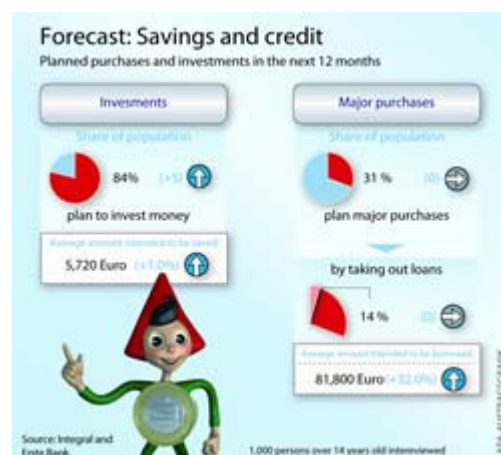 Forecast: Savings and credit
Planned purchases and investments in the next 12 months
Invesments
Share of population
84% (+5)
plan to invest money
Average amount intended to be saved
5,720 Euro (+1.0%)
Major purchases
Share of population
31 % (0)
plan major purchases
by taking out loans
14 % (0)
Average amount intended to be borrowed
81,800 Euro (+32.0%)
Source: Integral and
Erste Bank
1,000 persons over 14 years old intereviewed